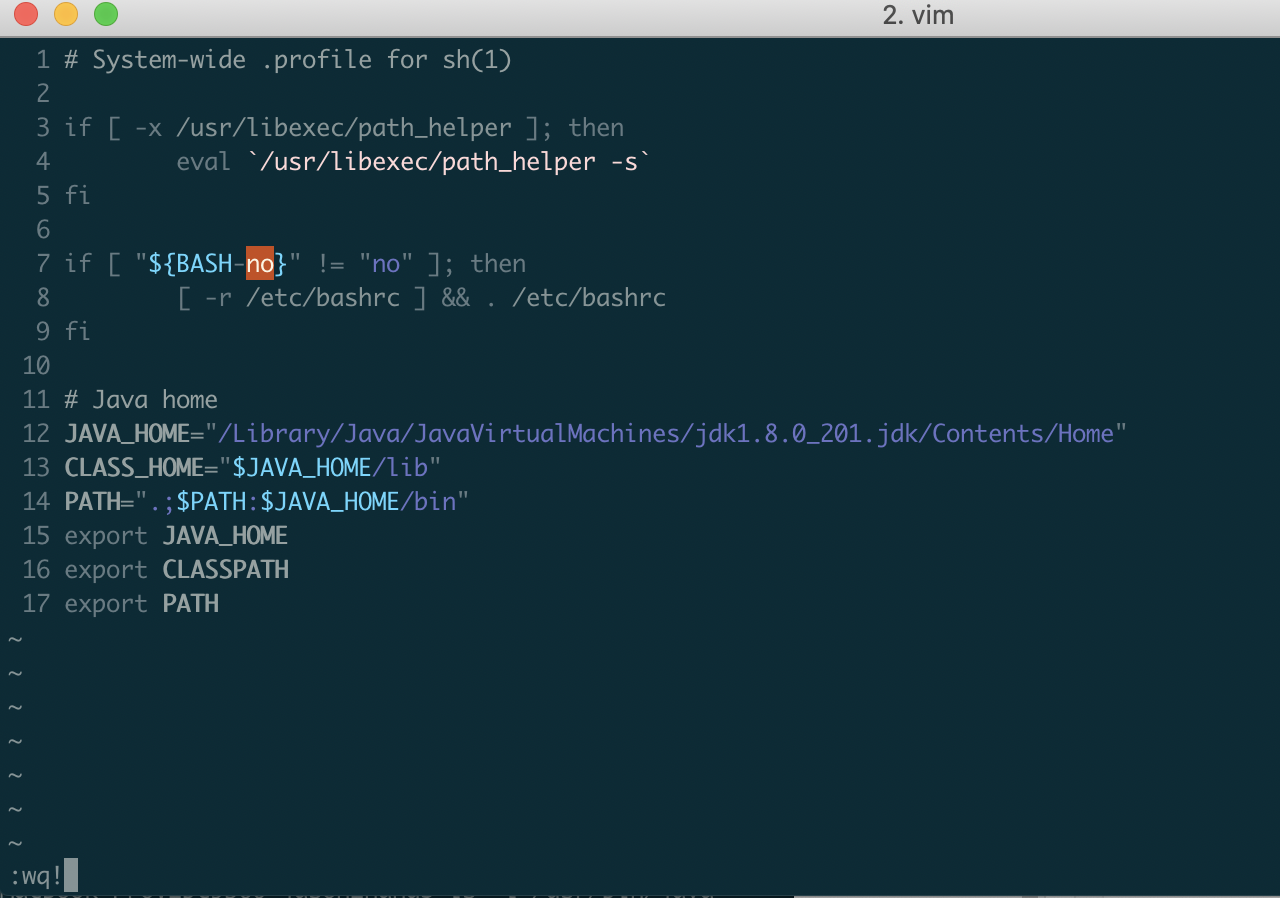 2. vim
1 # System-wide .profile for sh(1)
2
3 if [ -x /usr/libexec/path_helper ]; then
4         eval `/usr/libexec/path_helper -s`
5 fi
6
7 if [ "${BASH-no}" != "no" ]; then
8         [ -r /etc/bashrc ] && . /etc/bashrc
9 fi
10
11 # Java home
12 JAVA_HOME="/Library/Java/JavaVirtualMachines/jdk1.8.0_201.jdk/Contents/Home"
13 CLASS_HOME="$JAVA_HOME/lib"
14 PATH=".;$PATH:$JAVA_HOME/bin"
15 export JAVA_HOME
16 export CLASSPATH
17 export PATH
~
~
~
~
~
~
~
:wq!